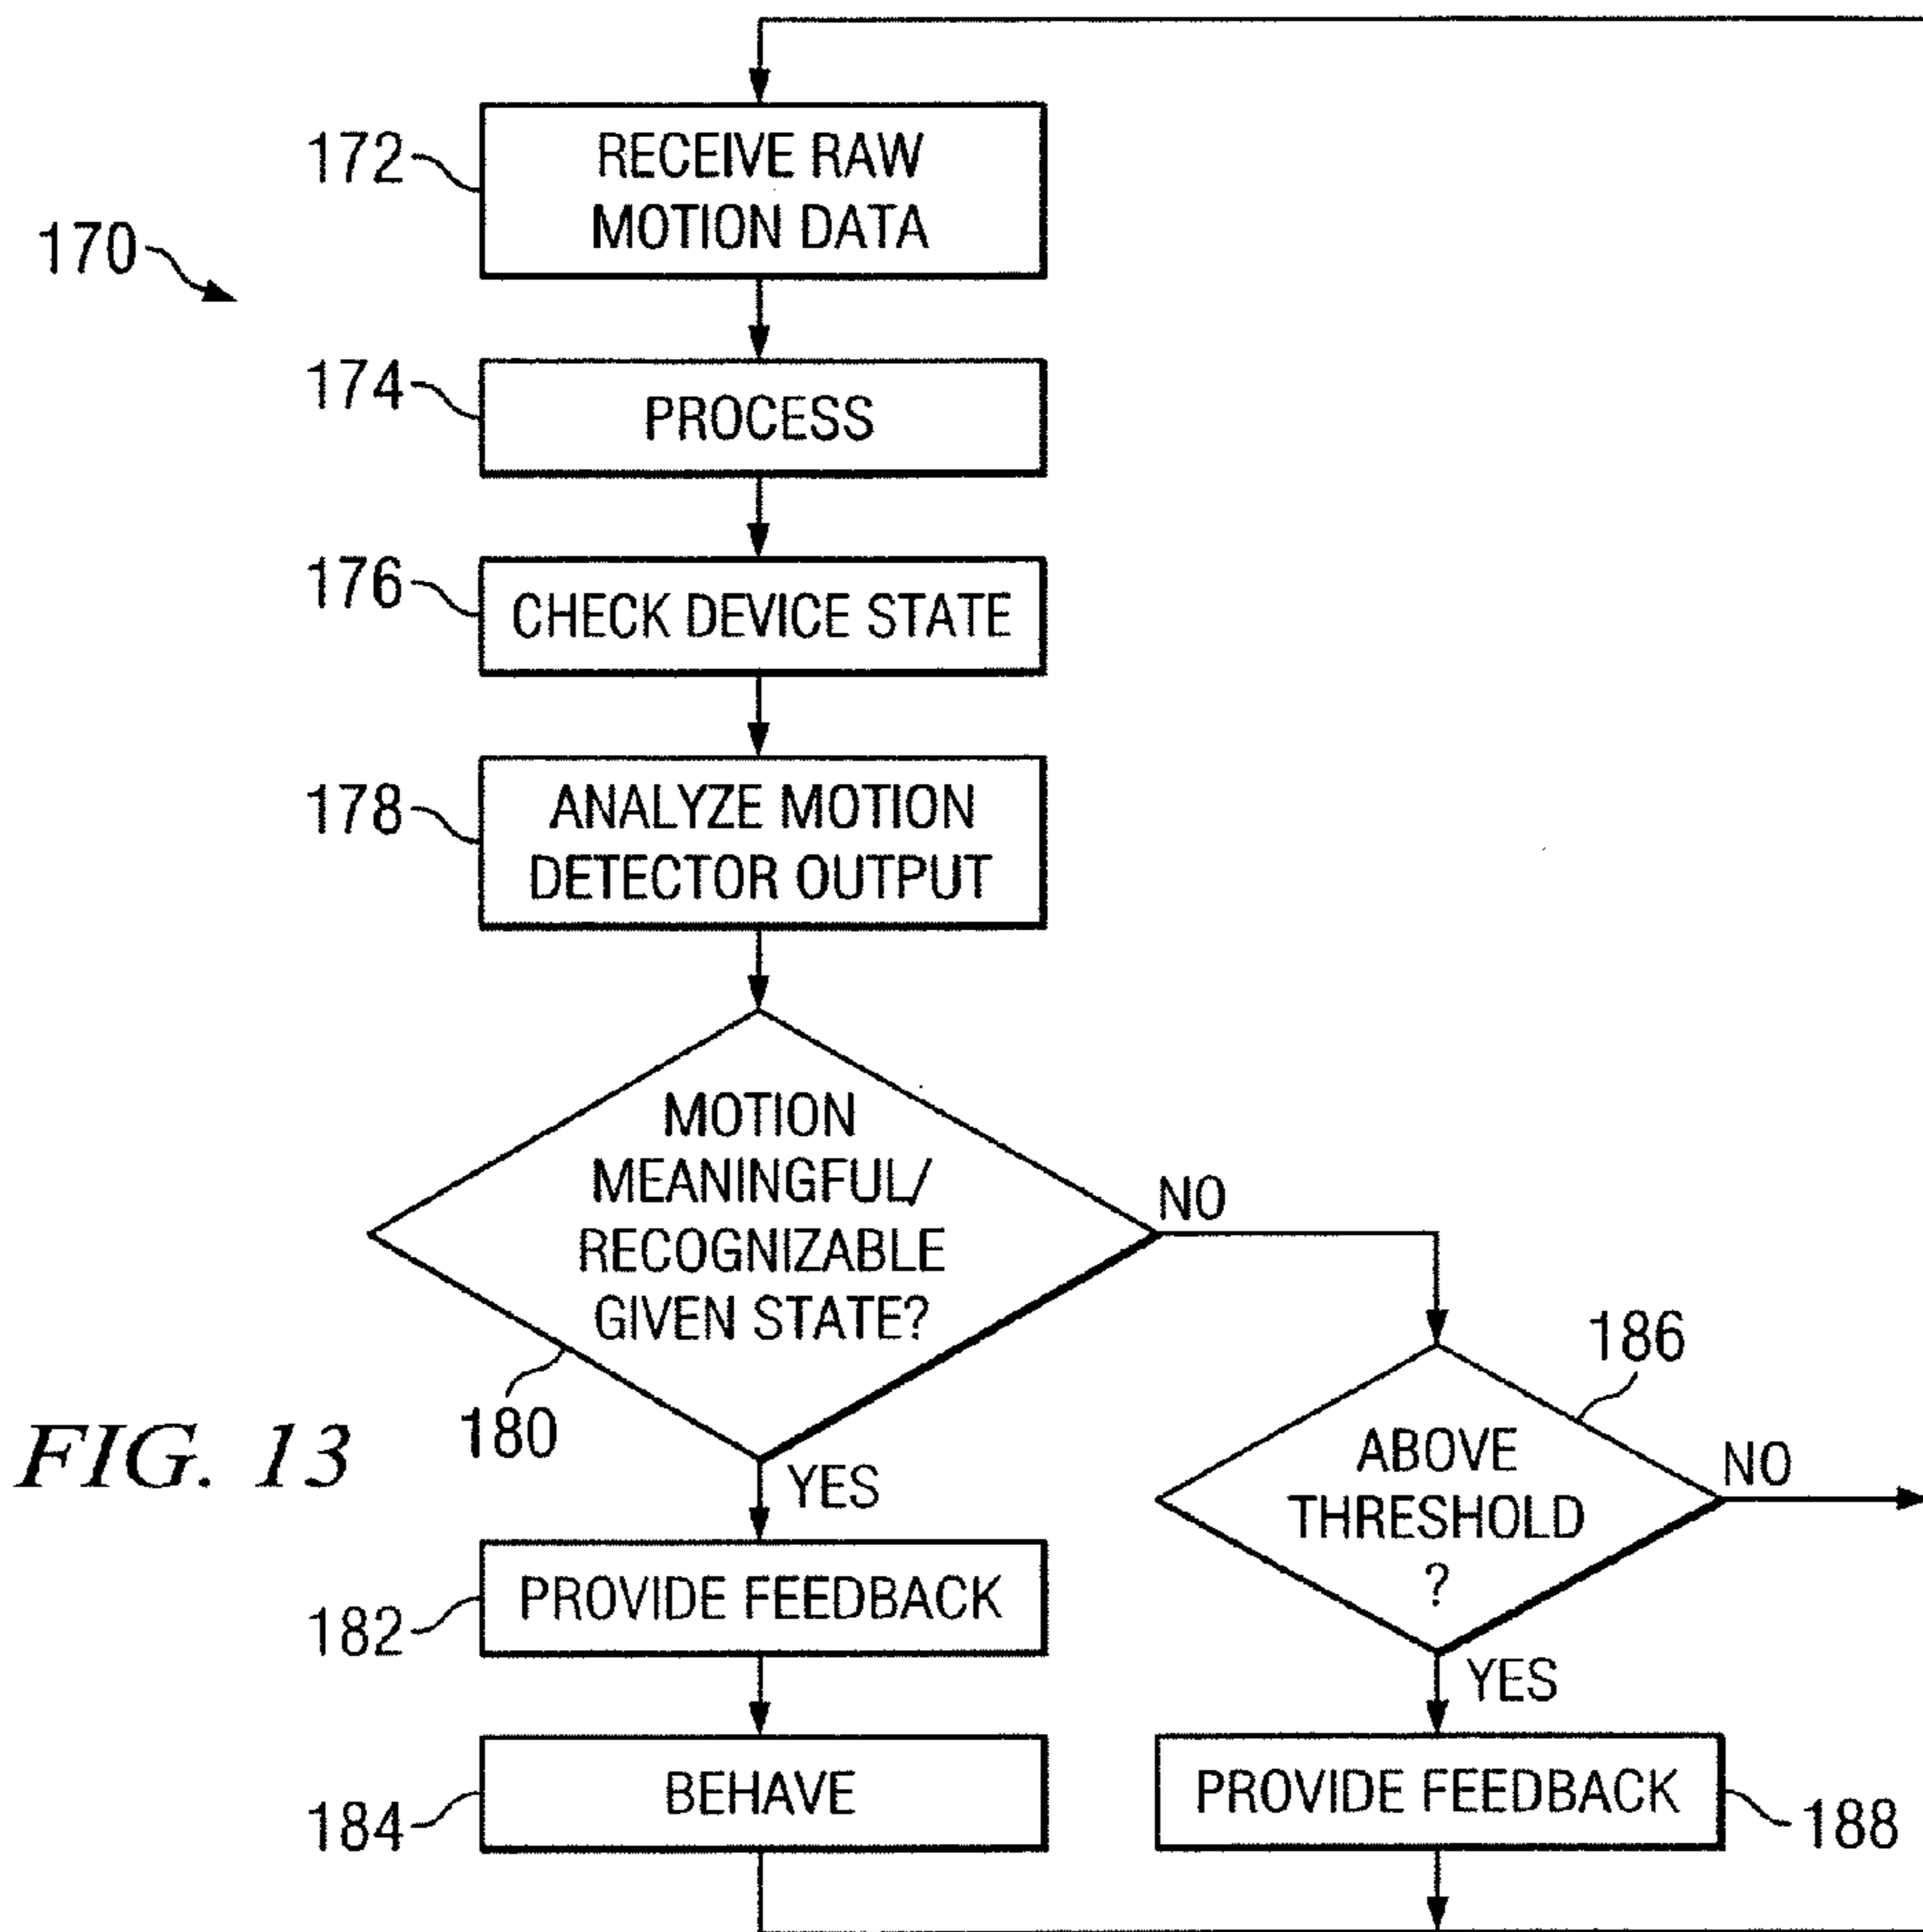 172
RECEIVE RAW
MOTION DATA
170
174
PROCESS
176
CHECK DEVICE STATE
178
ANALYZE MOTION
DETECTOR OUTPUT
MOTION
MEANINGFUL/
RECOGNIZABLE
GIVEN STATE?
NO
180
YES
186
ABOVE
THRESHOLD
?
NO
YES
FIG. 13
182
PROVIDE FEEDBACK
184
BEHAVE
PROVIDE FEEDBACK
188